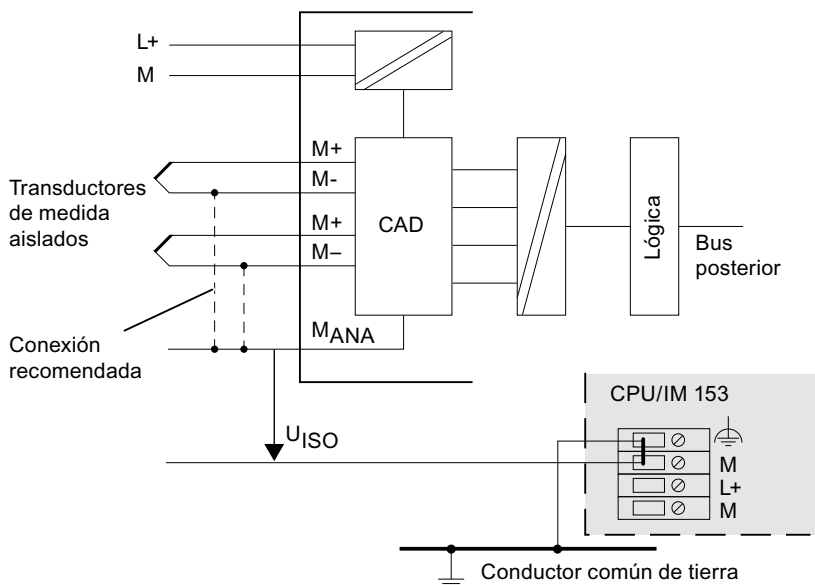 L+
M
M+
M-
M+
M–
Transductores
de medida
aislados
CAD
Lógica
Bus
posterior
MANA
Conexión
recomendada
UISO
CPU/IM 153
M
L+
M
Conductor común de tierra